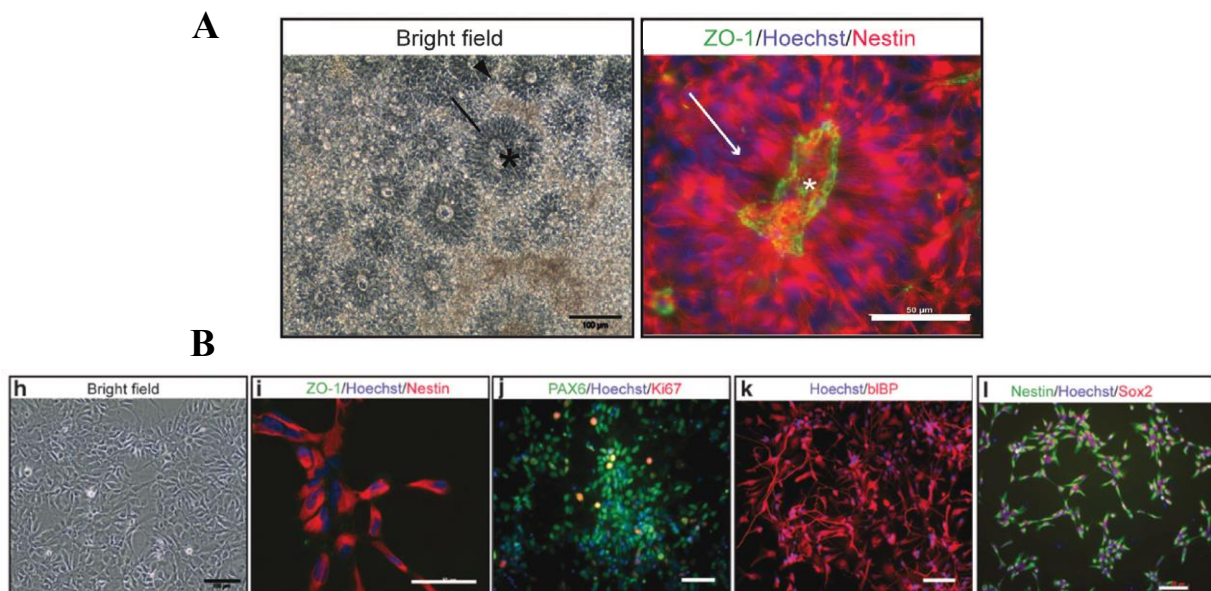 A
Bright field
ZO-1/Hoechst/Nestin
*
*
100 µm
50 µm
B
h
Bright field
i
ZO-1/Hoechst/Nestin
j
PAX6/Hoechst/Ki67
k
Hoechst/blBP
l
Nestin/Hoechst/Sox2